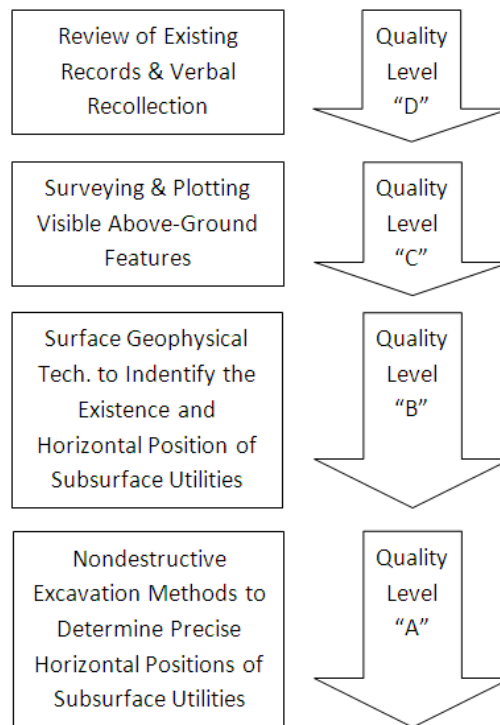 Review of Existing
Records & Verbal
Recollection
Quality
Level
“D”
Surveying & Plotting
Visible Above-Ground
Features
Quality
Level
“C”
Surface Geophysical
Tech. to Indentify the
Existence and
Horizontal Position of
Subsurface Utilities
Quality
Level
“B”
Nondestructive
Excavation Methods to
Determine Precise
Horizontal Positions of
Subsurface Utilities
Quality
Level
“A”